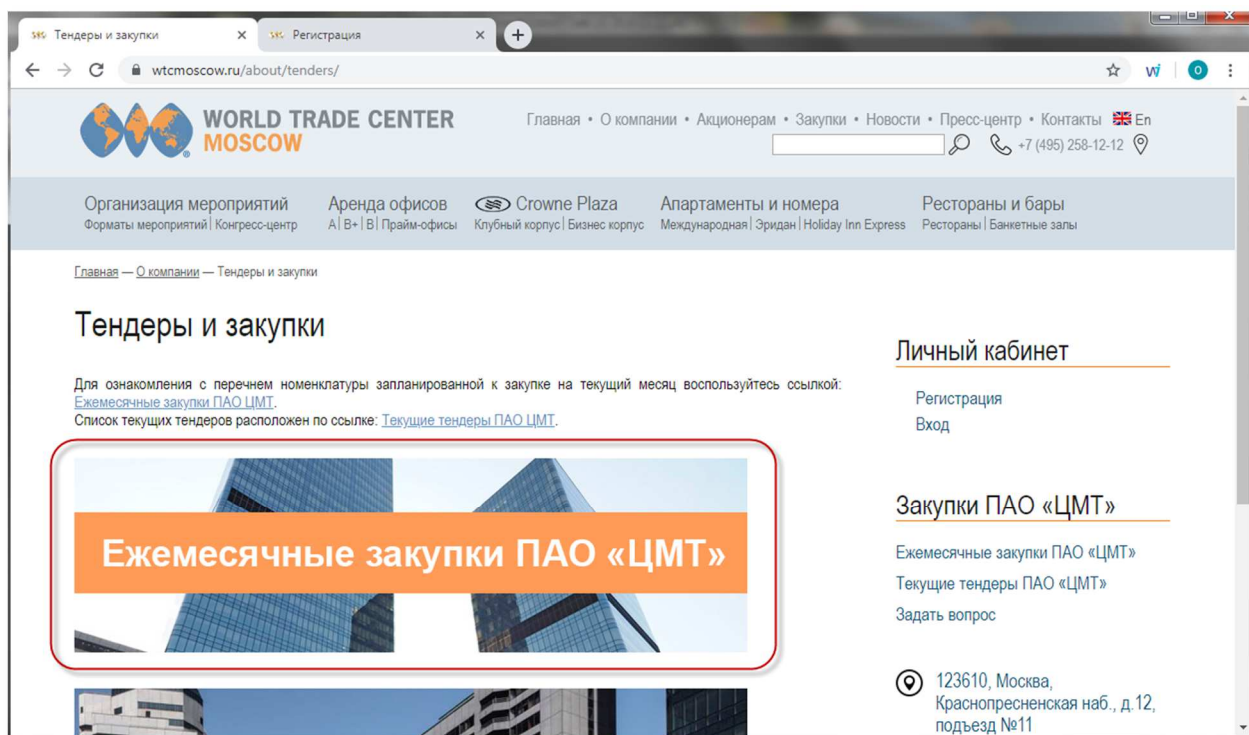 Тендеры и закупки
Регистрация
wtcmoscow.ru/about/tenders/
WORLD TRADE CENTER
MOSCOW
Главная • О компании • Акционерам • Закупки • Новости • Пресс-центр • Контакты En
+7 (495) 258-12-12
Организация мероприятий
Форматы мероприятий | Конгресс-центр
Аренда офисов
A | B+ | B | Прайм-офисы
Crowne Plaza
Клубный корпус | Бизнес корпус
Апартаменты и номера
Международная | Эридан | Holiday Inn Express
Рестораны и бары
Рестораны | Банкетные залы
Главная — О компании — Тендеры и закупки
Тендеры и закупки
Для ознакомления с перечнем номенклатуры запланированной к закупке на текущий месяц воспользуйтесь ссылкой:
Ежемесячные закупки ПАО ЦМТ.
Список текущих тендеров расположен по ссылке: Текущие тендеры ПАО ЦМТ.
Ежемесячные закупки ПАО «ЦМТ»
Личный кабинет
Регистрация
Вход
Закупки ПАО «ЦМТ»
Ежемесячные закупки ПАО «ЦМТ»
Текущие тендеры ПАО «ЦМТ»
Задать вопрос
123610, Москва,
Краснопресненская наб., д.12,
подъезд №11